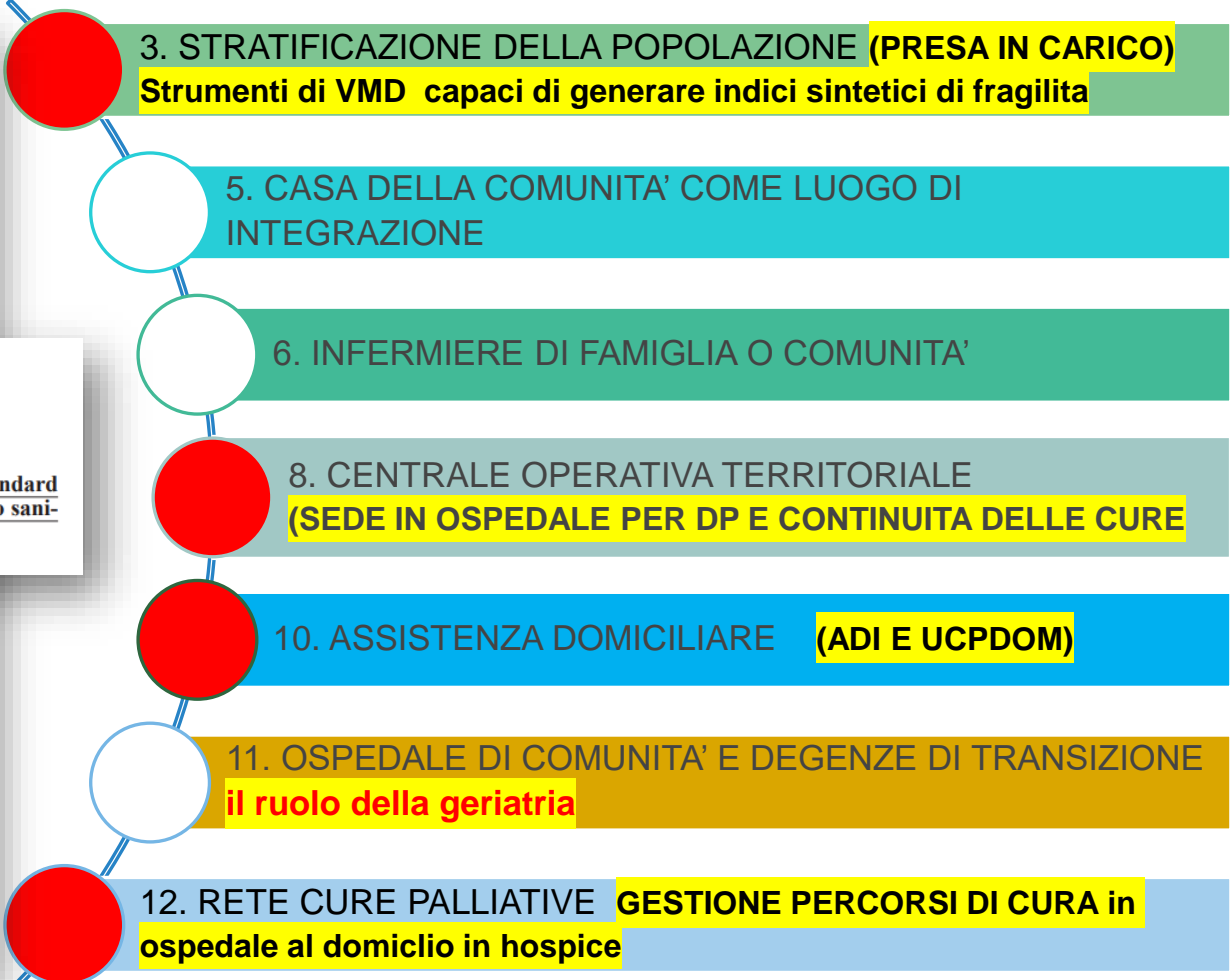 3. STRATIFICAZIONE DELLA POPOLAZIONE (PRESA IN CARICO)
Strumenti di VMD capaci di generare indici sintetici di fragilita
5. CASA DELLA COMUNITA' COME LUOGO DI
INTEGRAZIONE
6. INFERMIERE DI FAMIGLIA O COMUNITA'
ndard
o sani-
8. CENTRALE OPERATIVA TERRITORIALE
(SEDE IN OSPEDALE PER DP E CONTINUITA DELLE CURE
10. ASSISTENZA DOMICILIARE (ADI E UCPDOM)
11. OSPEDALE DI COMUNITA' E DEGENZE DI TRANSIZIONE
il ruolo della geriatria
12. RETE CURE PALLIATIVE GESTIONE PERCORSI DI CURA in
ospedale al domiclio in hospice